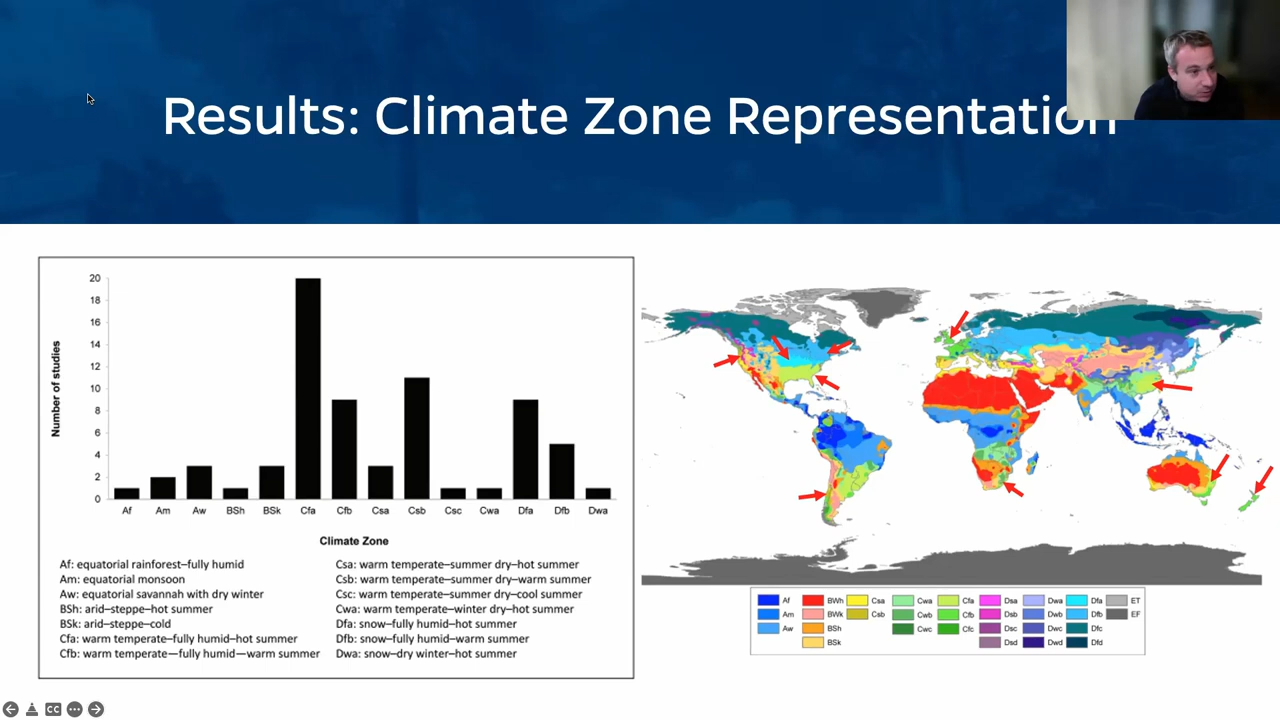 Results: Climate Zone Representation
20
18
16
14
12
10
8
6
4
2
0
Number of studies
Af Am Aw BSh BSk Cfa Cfb Csa Csb Csc Cwa Dfa Dfb Dwa
Climate Zone
Af: equatorial rainforest–fully humid
Am: equatorial monsoon
Aw: equatorial savannah with dry winter
BSh: arid–steppe–hot summer
BSk: arid–steppe–cold
Cfa: warm temperate–fully humid–hot summer
Cfb: warm temperate—fully humid—warm summer
Csa: warm temperate–summer dry–hot summer
Csb: warm temperate–summer dry–warm summer
Csc: warm temperate–summer dry–cool summer
Cwa: warm temperate–winter dry–hot summer
Dfa: snow–fully humid–hot summer
Dfb: snow–fully humid–warm summer
Dwa: snow–dry winter–hot summer
Af BWh Csa Cwa Cfa Dsa Dwa Dfa ET
Am BWk Csb Cwb Cfb Dsb Dwb Dfb EF
Aw BSh Cwc Cfc Dsc Dwc Dfc
BSk Dsd Dwd Dfd
CC